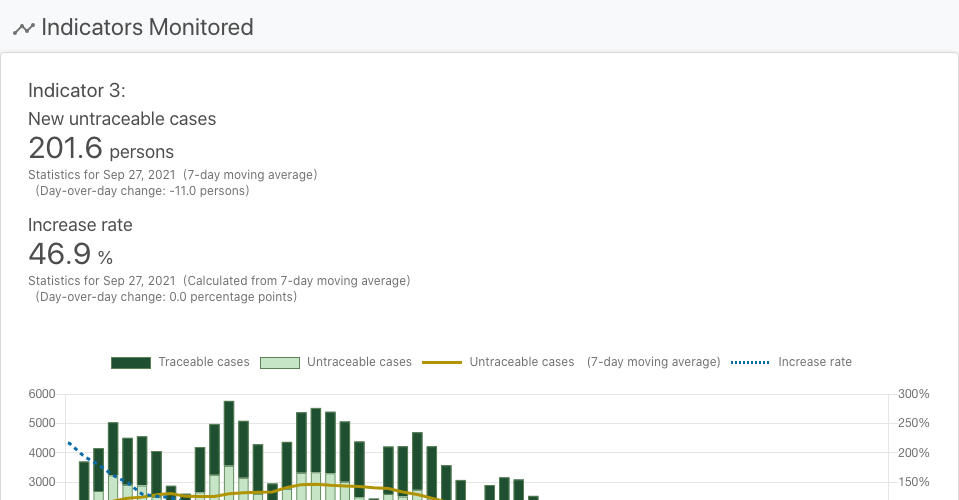 Indicators Monitored
Indicator 3:
New untraceable cases
201.6 persons
Statistics for Sep 27, 2021 (7-day moving average)
(Day-over-day change: -11.0 persons)
Increase rate
46.9 %
Statistics for Sep 27, 2021 (Calculated from 7-day moving average)
(Day-over-day change: 0.0 percentage points)
Traceable cases Untraceable cases Untraceable cases (7-day moving average) Increase rate
6000 300%
5000 250%
4000 200%
3000 150%